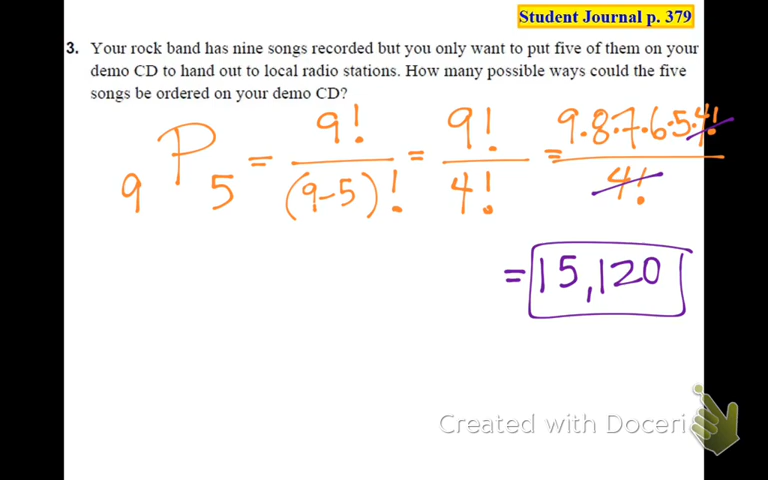 Student Journal p. 379
3. Your rock band has nine songs recorded but you only want to put five of them on your
demo CD to hand out to local radio stations. How many possible ways could the five
songs be ordered on your demo CD?
9P5 = 9!/(9-5)! = 9!/4! = 9·8·7·6·5·4!/4!
= 15,120
Created with Doceri